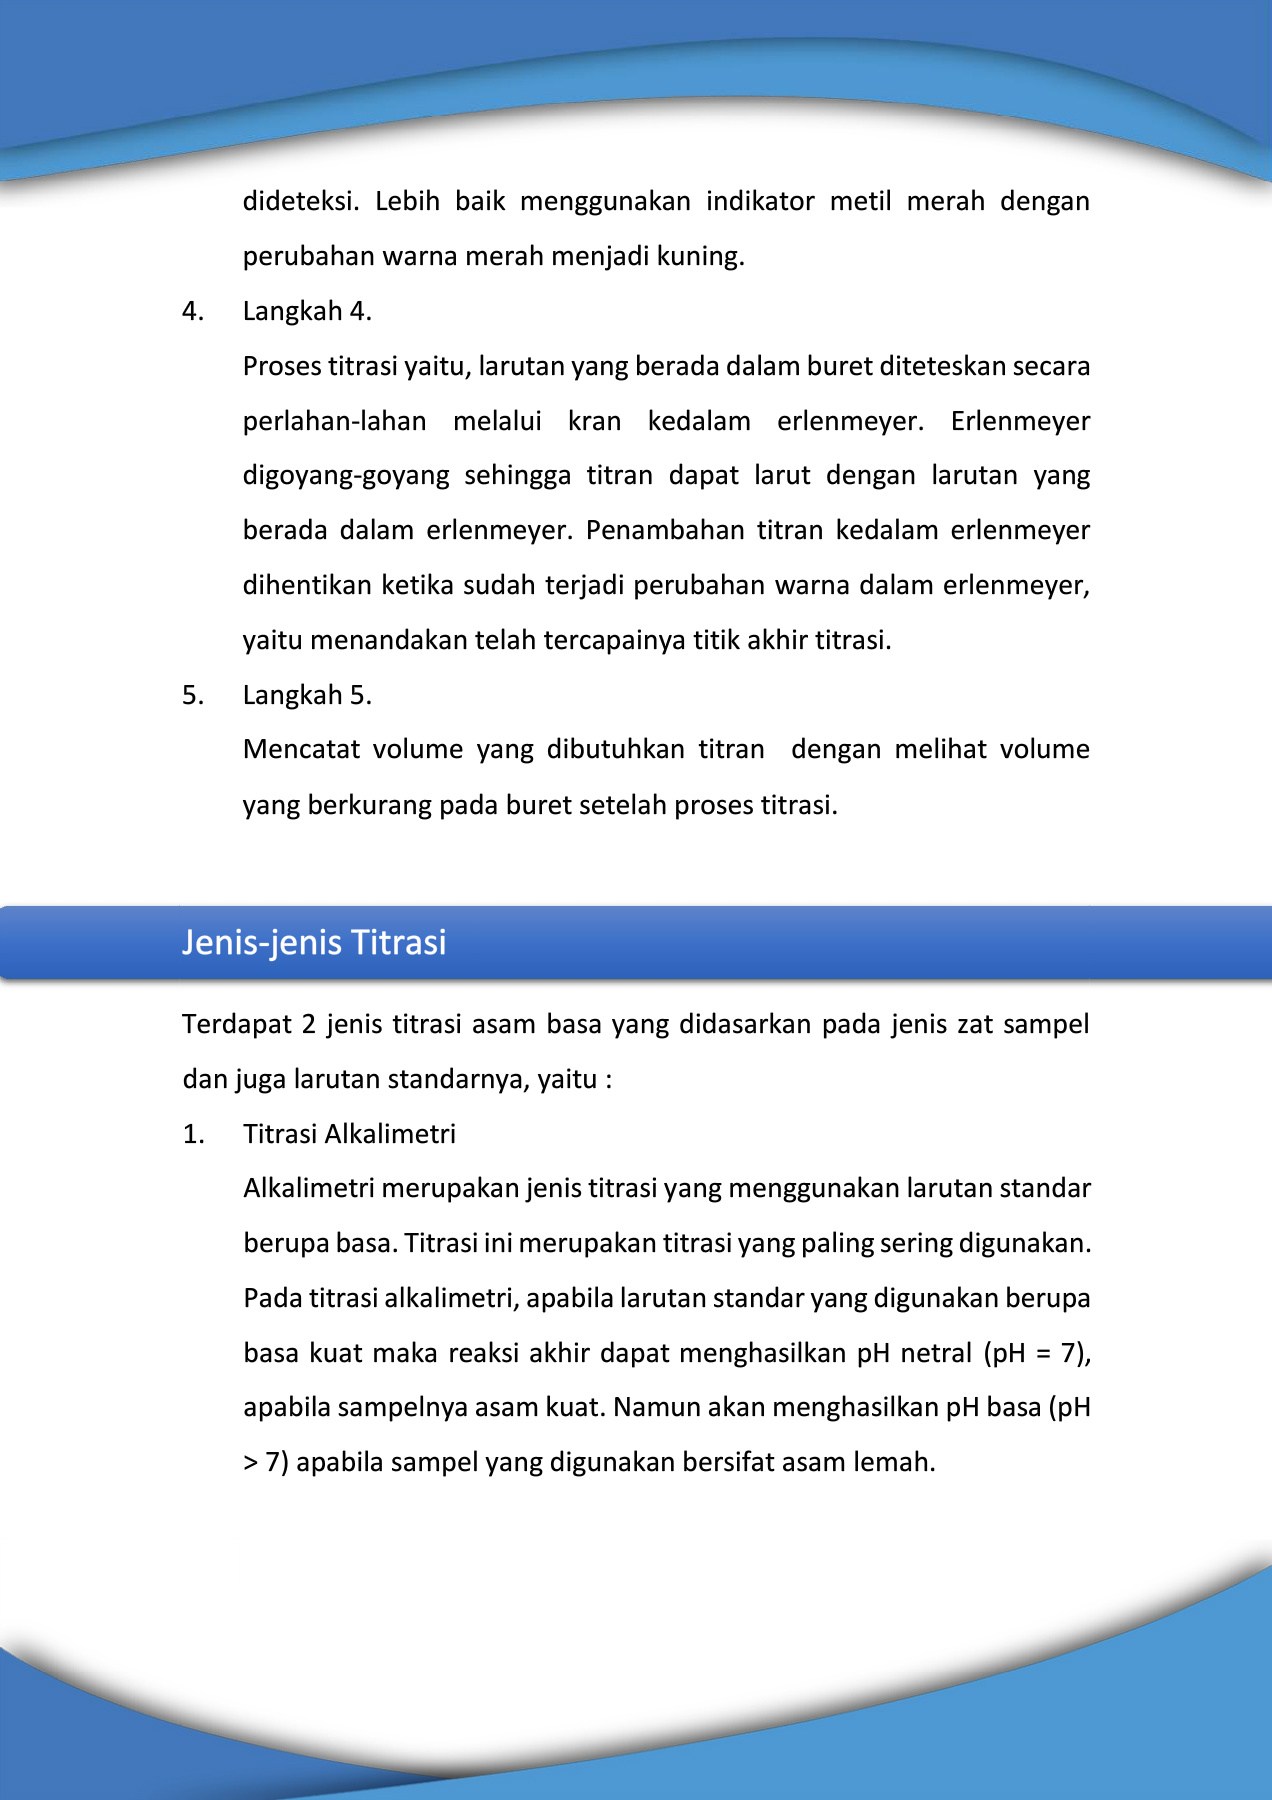 dideteksi. Lebih baik menggunakan indikator metil merah dengan
perubahan warna merah menjadi kuning.
4. Langkah 4.
Proses titrasi yaitu, larutan yang berada dalam buret diteteskan secara
perlahan-lahan melalui kran kedalam erlenmeyer. Erlenmeyer
digoyang-goyang sehingga titran dapat larut dengan larutan yang
berada dalam erlenmeyer. Penambahan titran kedalam erlenmeyer
dihentikan ketika sudah terjadi perubahan warna dalam erlenmeyer,
yaitu menandakan telah tercapainya titik akhir titrasi.
5. Langkah 5.
Mencatat volume yang dibutuhkan titran dengan melihat volume
yang berkurang pada buret setelah proses titrasi.
Jenis-jenis Titrasi
Terdapat 2 jenis titrasi asam basa yang didasarkan pada jenis zat sampel
dan juga larutan standarnya, yaitu :
1. Titrasi Alkalimetri
Alkalimetri merupakan jenis titrasi yang menggunakan larutan standar
berupa basa. Titrasi ini merupakan titrasi yang paling sering digunakan.
Pada titrasi alkalimetri, apabila larutan standar yang digunakan berupa
basa kuat maka reaksi akhir dapat menghasilkan pH netral (pH = 7),
apabila sampelnya asam kuat. Namun akan menghasilkan pH basa (pH
> 7) apabila sampel yang digunakan bersifat asam lemah.